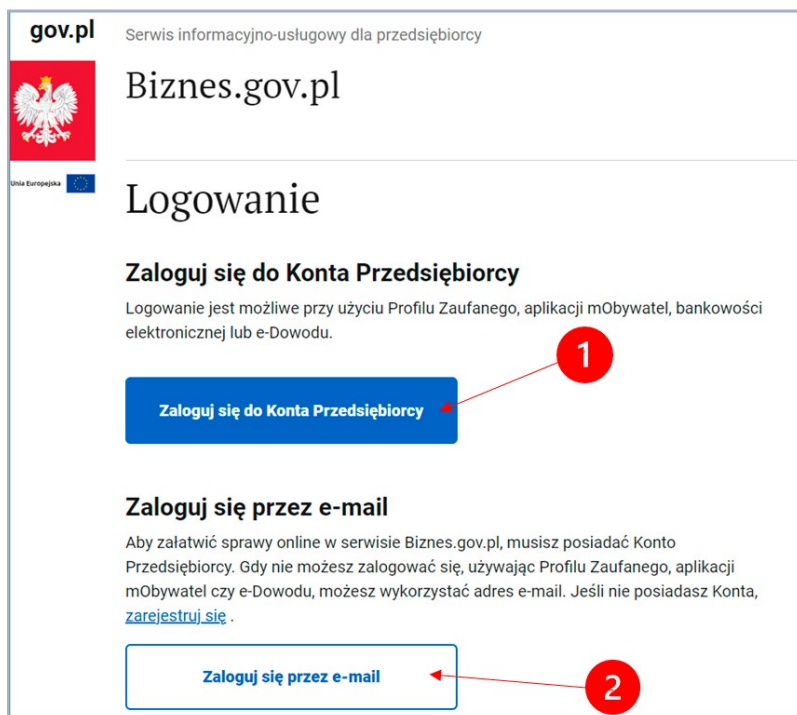 gov.pl
Serwis informacyjno-usługowy dla przedsiębiorcy
Biznes.gov.pl
Unia Europejska
Logowanie
Zaloguj się do Konta Przedsiębiorcy
Logowanie jest możliwe przy użyciu Profilu Zaufanego, aplikacji mObywatel, bankowości
elektronicznej lub e-Dowodu.
1
Zaloguj się do Konta Przedsiębiorcy
Zaloguj się przez e-mail
Aby załatwić sprawy online w serwisie Biznes.gov.pl, musisz posiadać Konto
Przedsiębiorcy. Gdy nie możesz zalogować się, używając Profilu Zaufanego, aplikacji
mObywatel czy e-Dowodu, możesz wykorzystać adres e-mail. Jeśli nie posiadasz Konta,
zarejestruj się .
Zaloguj się przez e-mail
2